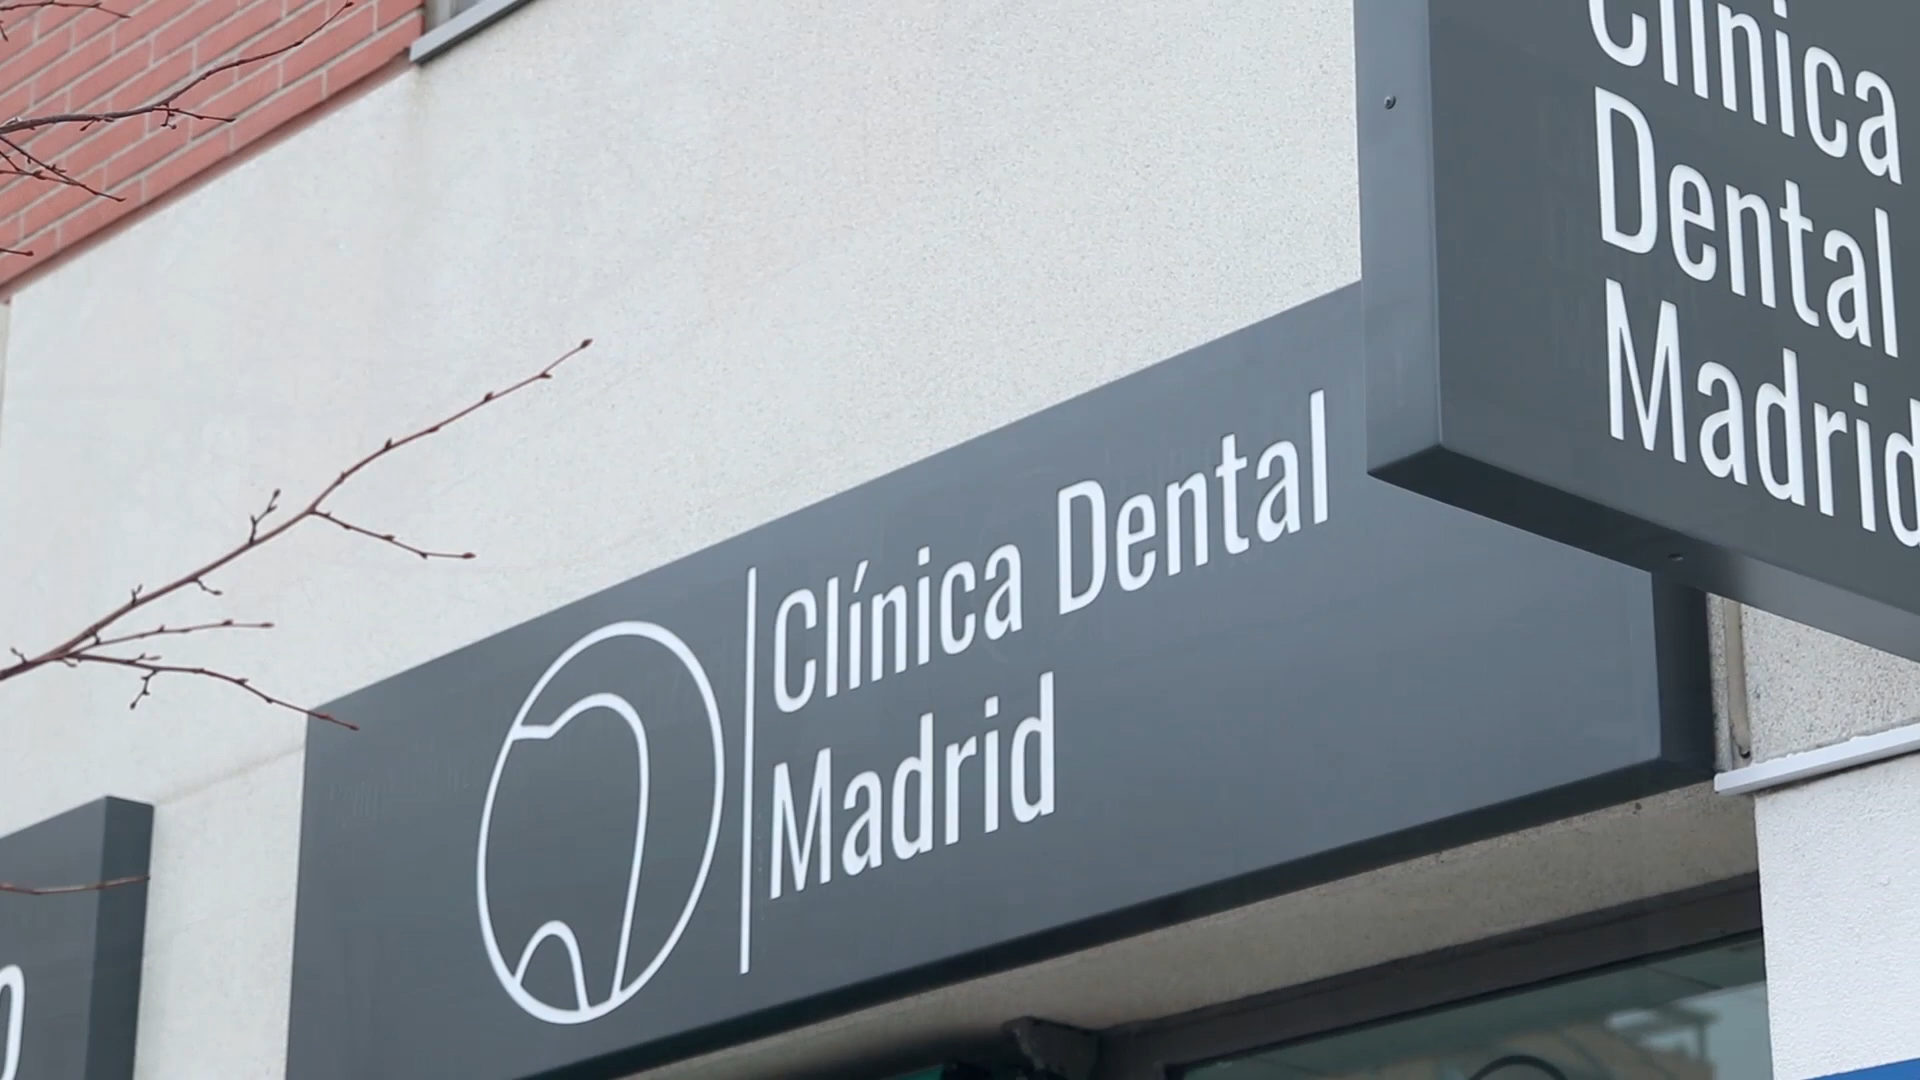 Clínica Dental
Madrid
Clínica
Dental
Madrid